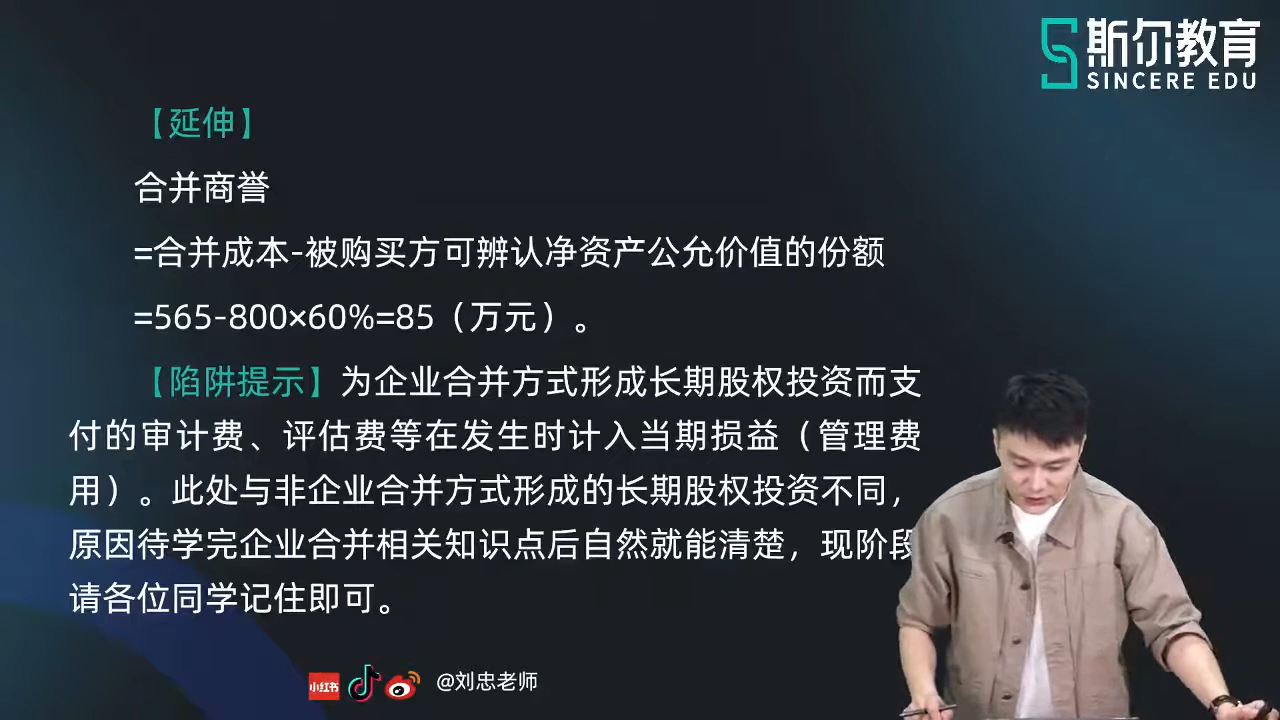 斯尔教育
SINCERE EDU
【延伸】
合并商誉
=合并成本-被购买方可辨认净资产公允价值的份额
=565-800×60%=85（万元）。
【陷阱提示】为企业合并方式形成长期股权投资而支
付的审计费、评估费等在发生时计入当期损益（管理费
用）。此处与非企业合并方式形成的长期股权投资不同，
原因待学完企业合并相关知识点后自然就能清楚，现阶段
请各位同学记住即可。
小红书
@刘忠老师